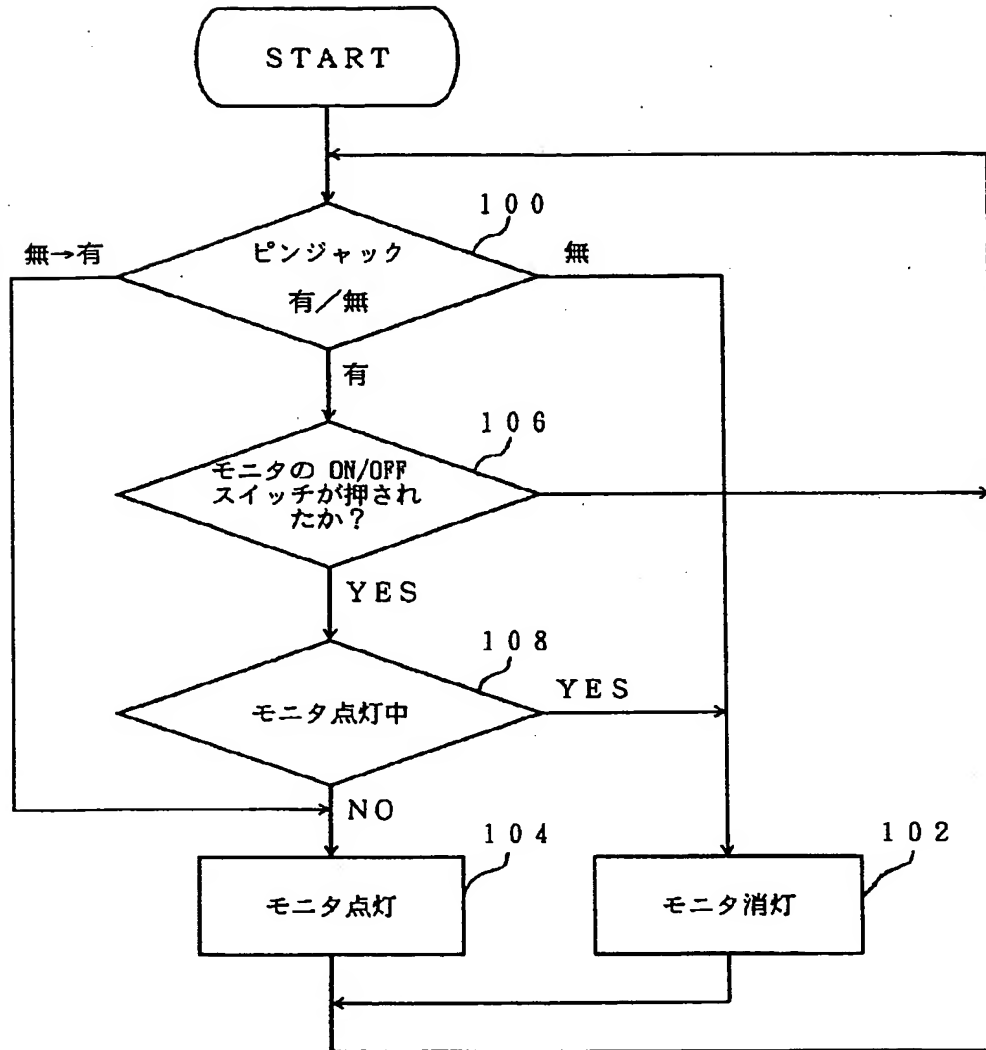 START
100
無→有
ピンジャック
有／無
無
有
106
モニタの ON/OFF
スイッチが押され
たか？
YES
108
モニタ点灯中
YES
NO
104
モニタ点灯
102
モニタ消灯